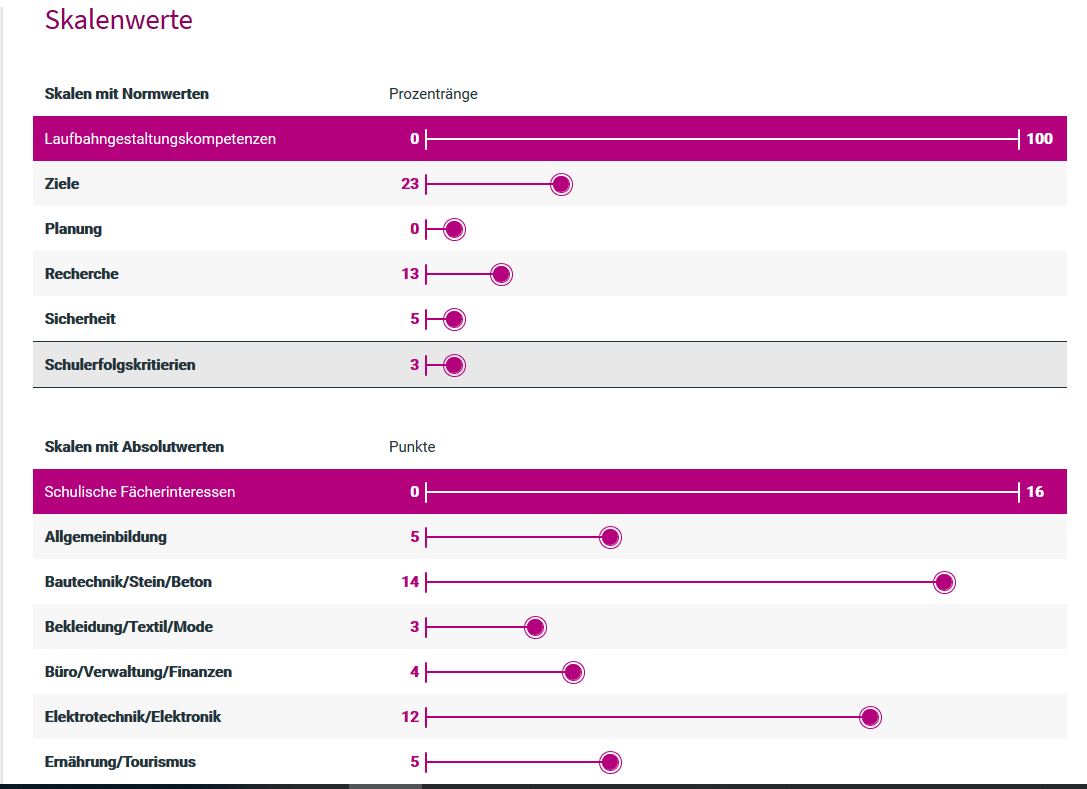 Skalenwerte
Skalen mit Normwerten Prozentränge
Laufbahngestaltungskompetenzen 0 100
Ziele 23
Planung 0
Recherche 13
Sicherheit 5
Schulerfolgskritierien 3
Skalen mit Absolutwerten Punkte
Schulische Fächerinteressen 0 16
Allgemeinbildung 5
Bautechnik/Stein/Beton 14
Bekleidung/Textil/Mode 3
Büro/Verwaltung/Finanzen 4
Elektrotechnik/Elektronik 12
Ernährung/Tourismus 5